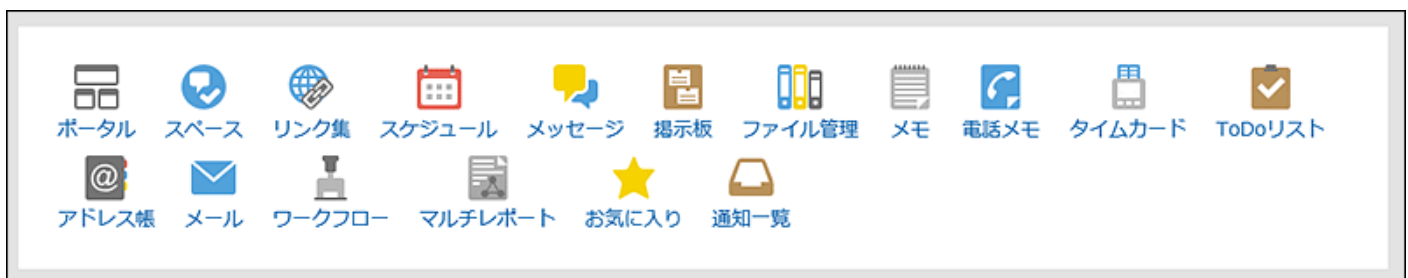 ポータル スペース リンク集 スケジュール メッセージ 掲示板 ファイル管理 メモ 電話メモ タイムカード ToDoリスト
アドレス帳 メール ワークフロー マルチレポート お気に入り 通知一覧